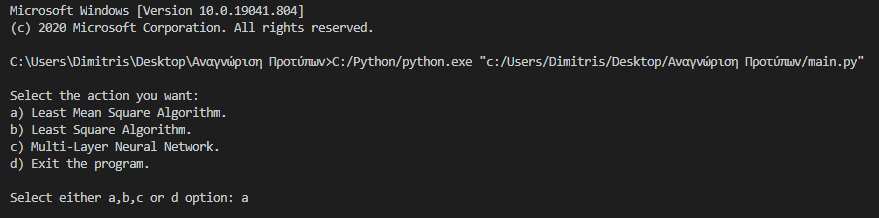 Microsoft Windows [Version 10.0.19041.804]
(c) 2020 Microsoft Corporation. All rights reserved.
C:\Users\Dimitris\Desktop\Αναγνώριση Προτύπων>C:/Python/python.exe "c:/Users/Dimitris/Desktop/Αναγνώριση Προτύπων/main.py"
Select the action you want:
a) Least Mean Square Algorithm.
b) Least Square Algorithm.
c) Multi-Layer Neural Network.
d) Exit the program.
Select either a,b,c or d option: a